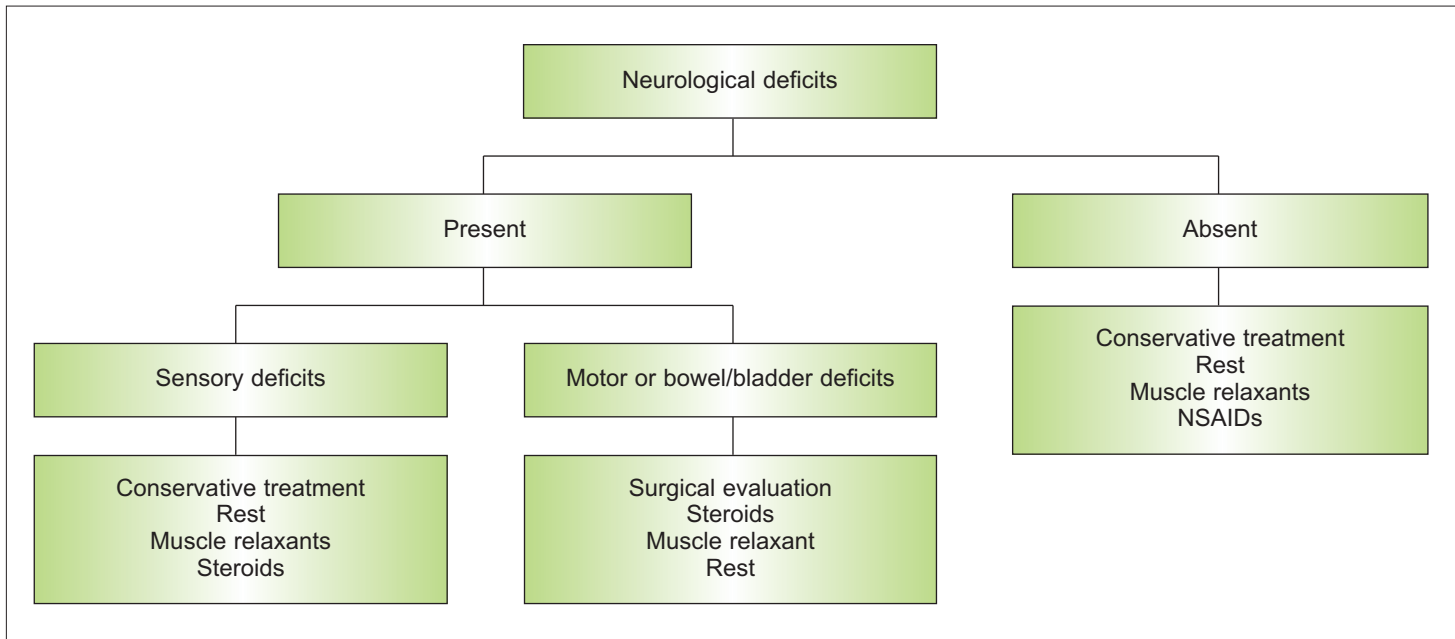 Neurological deficits
Present
Absent
Sensory deficits
Motor or bowel/bladder deficits
Conservative treatment
Rest
Muscle relaxants
NSAIDs
Conservative treatment
Rest
Muscle relaxants
Steroids
Surgical evaluation
Steroids
Muscle relaxant
Rest